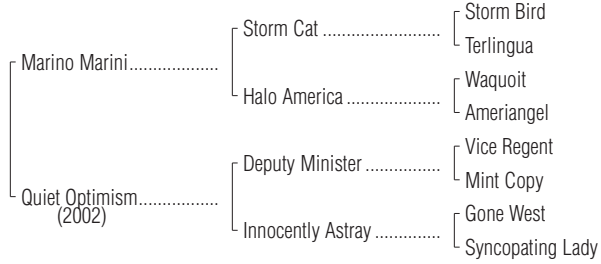 Storm Bird
Storm Cat ........................
Terlingua
Marino Marini..................
Waquoit
Halo America ...................
Ameriangel
Vice Regent
Deputy Minister ...............
Mint Copy
Quiet Optimism................
(2002)
Gone West
Innocently Astray .............
Syncopating Lady